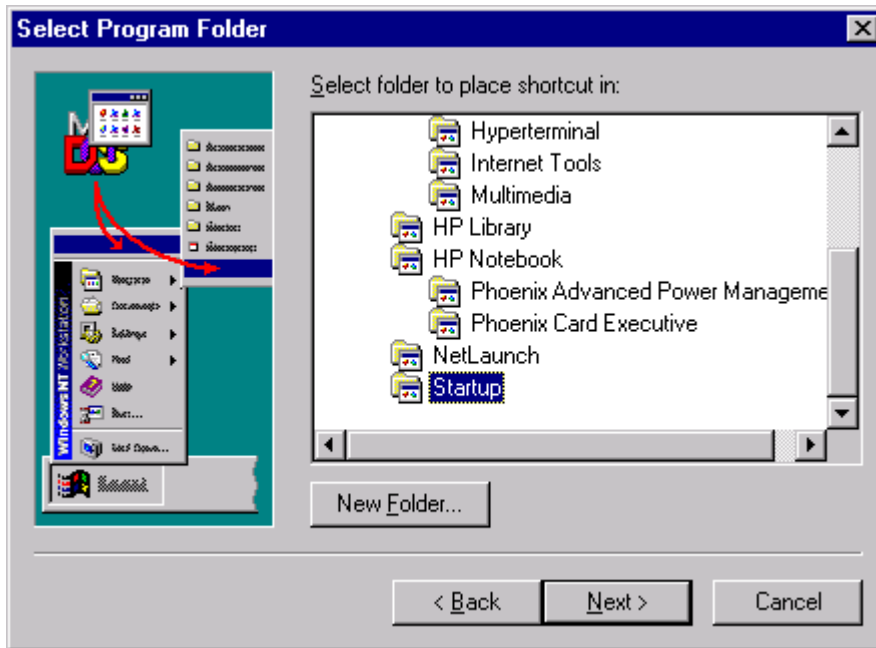 Select Program Folder
Select folder to place shortcut in:
Hyperterminal
Internet Tools
Multimedia
HP Library
HP Notebook
Phoenix Advanced Power Manageme
Phoenix Card Executive
NetLaunch
Startup
New Folder...
< Back
Next >
Cancel
Windows NT Workstation